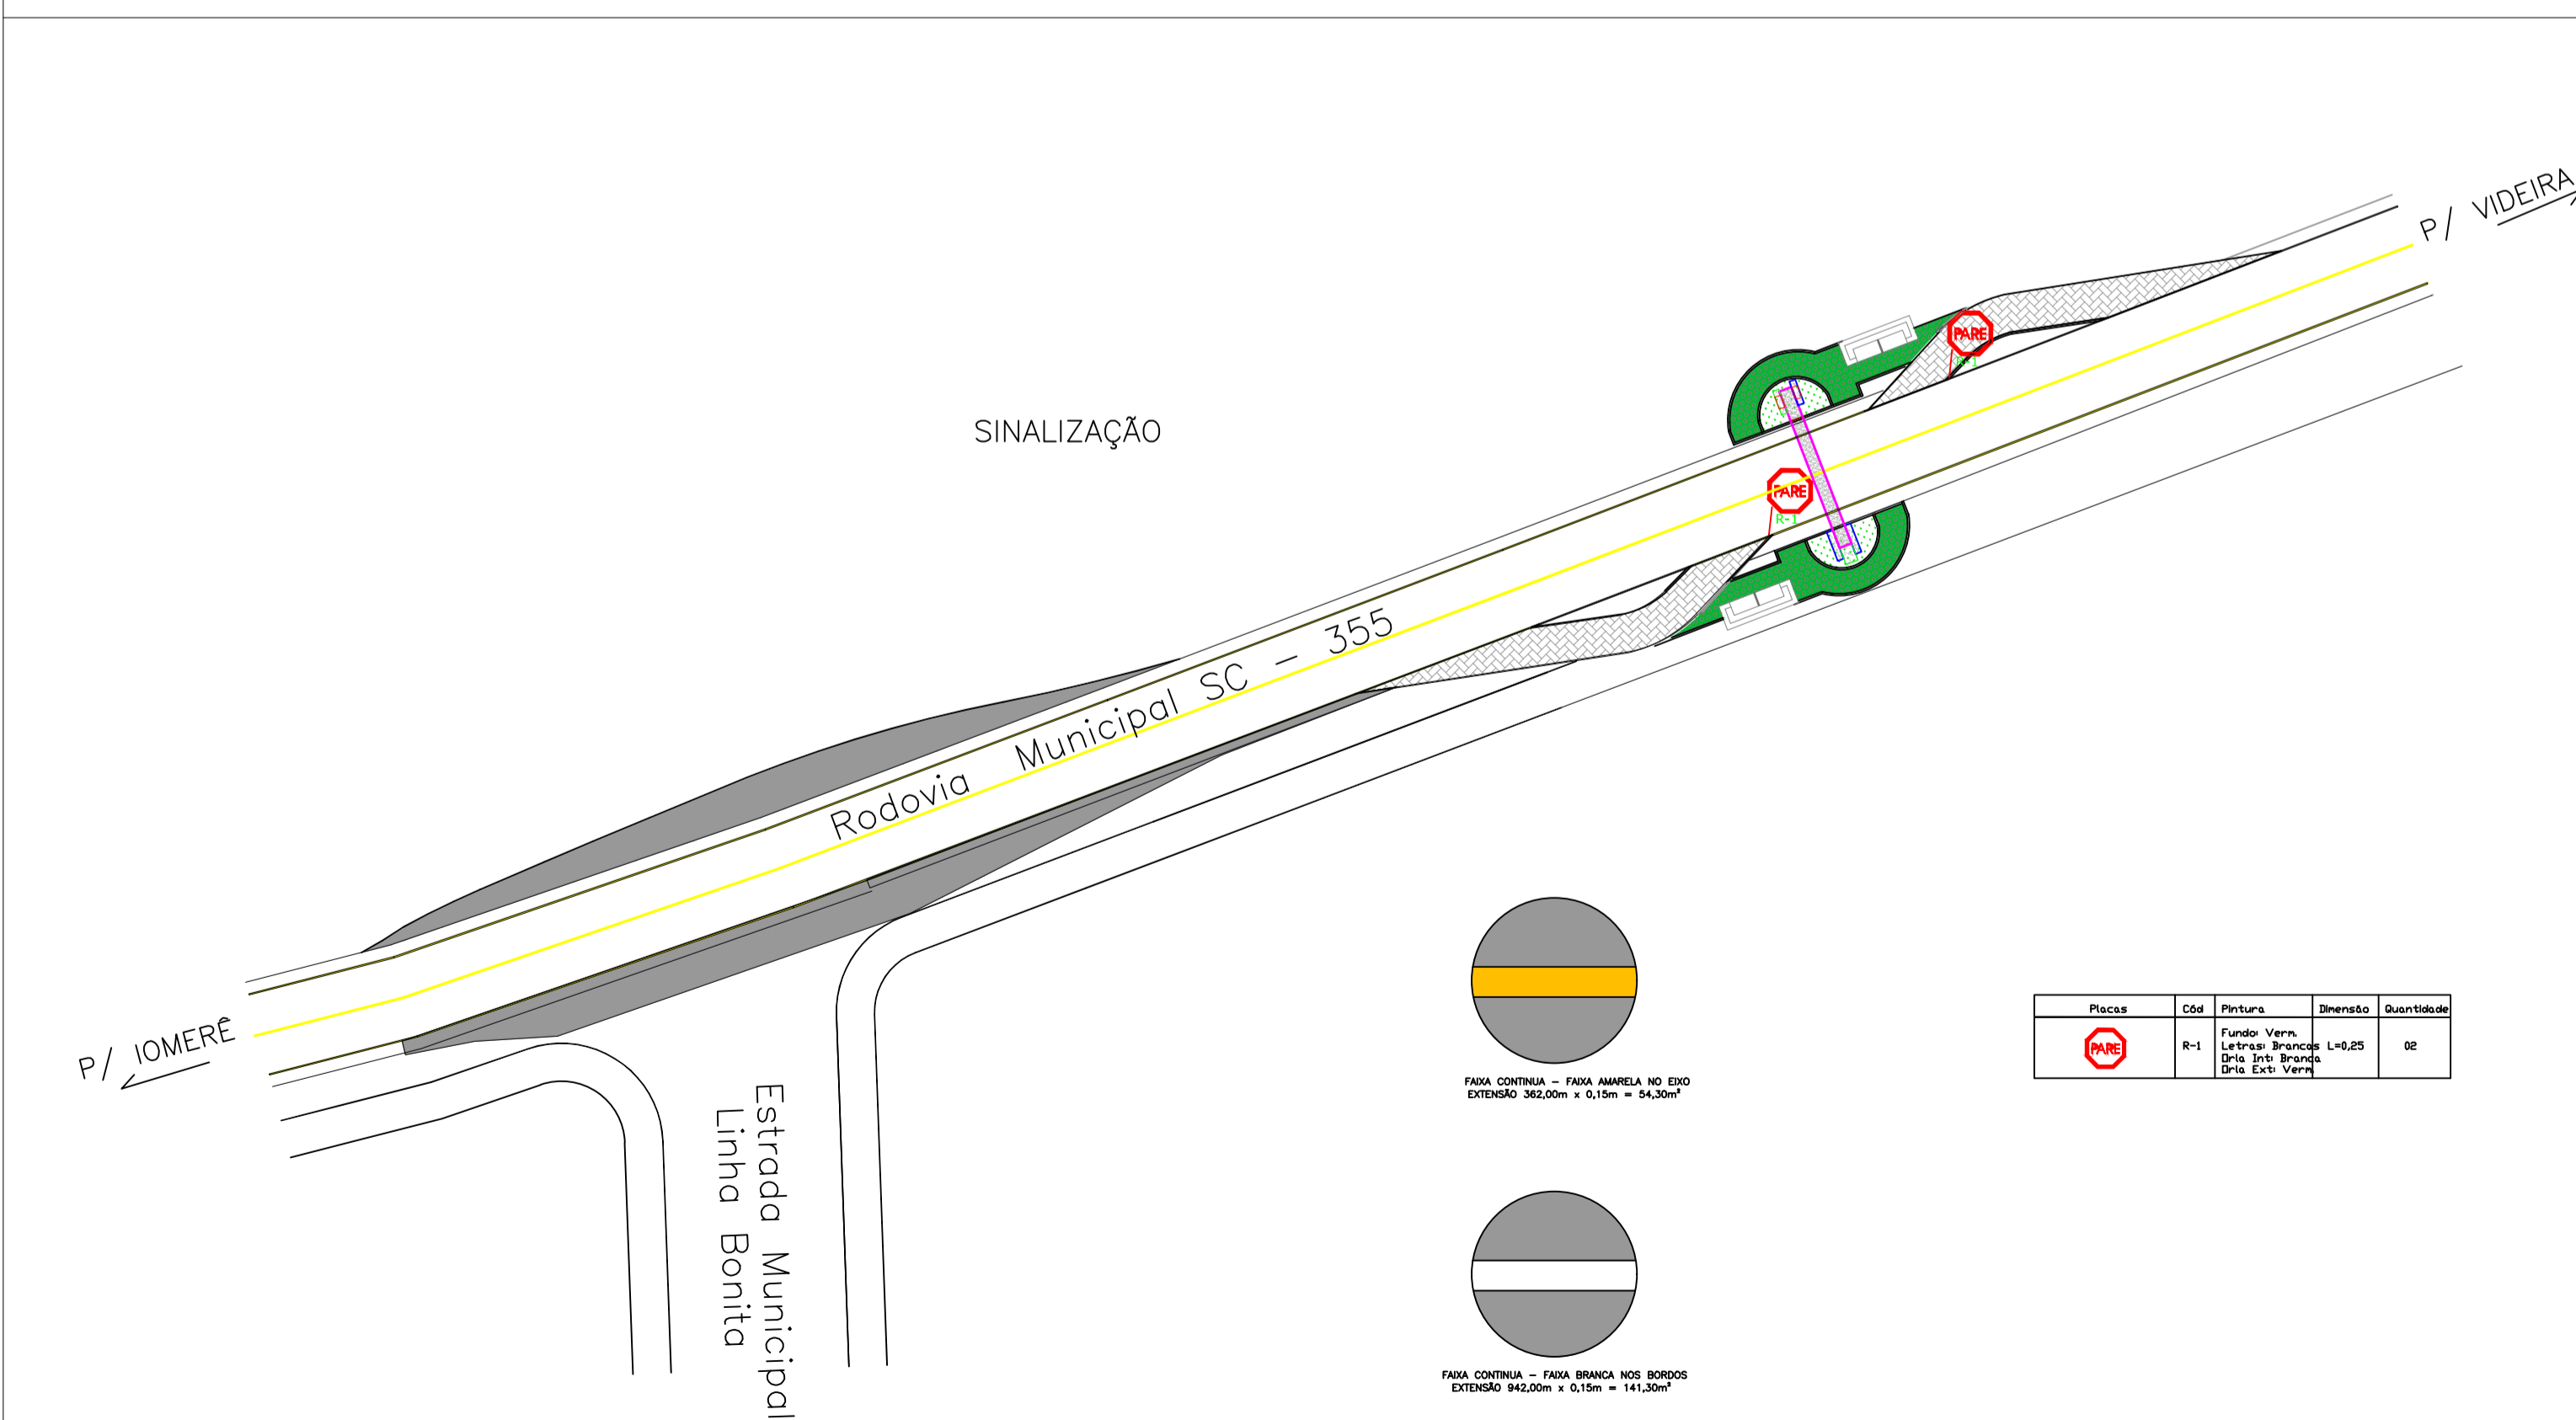 P/ VIDEIRA
PARE
R-1
SINALIZAÇÃO
PARE
R-1
Rodovia Municipal SC - 355
P/ IOMERÊ
Estrada Municipal
Linha Bonita
FAIXA CONTINUA - FAIXA AMARELA NO EIXO
EXTENSÃO 362,00m x 0,15m = 54,30m²
FAIXA CONTINUA - FAIXA BRANCA NOS BORDOS
EXTENSÃO 942,00m x 0,15m = 141,30m²
Placas Cód Pintura Dimensão Quantidade
PARE R-1 Fundo: Verm. Letras: Brancas L=0,25 02
Orla Int: Branca
Orla Ext: Verm